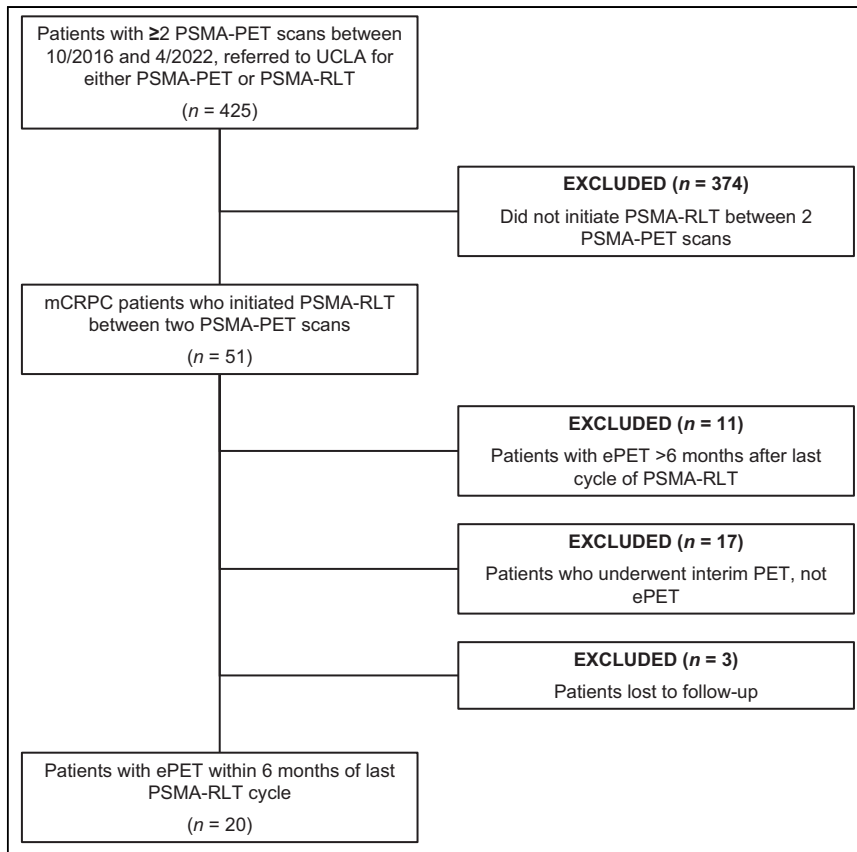 Patients with ≥2 PSMA-PET scans between
10/2016 and 4/2022, referred to UCLA for
either PSMA-PET or PSMA-RLT
(n = 425)
EXCLUDED (n = 374)
Did not initiate PSMA-RLT between 2
PSMA-PET scans
mCRPC patients who initiated PSMA-RLT
between two PSMA-PET scans
(n = 51)
EXCLUDED (n = 11)
Patients with ePET >6 months after last
cycle of PSMA-RLT
EXCLUDED (n = 17)
Patients who underwent interim PET, not
ePET
EXCLUDED (n = 3)
Patients lost to follow-up
Patients with ePET within 6 months of last
PSMA-RLT cycle
(n = 20)